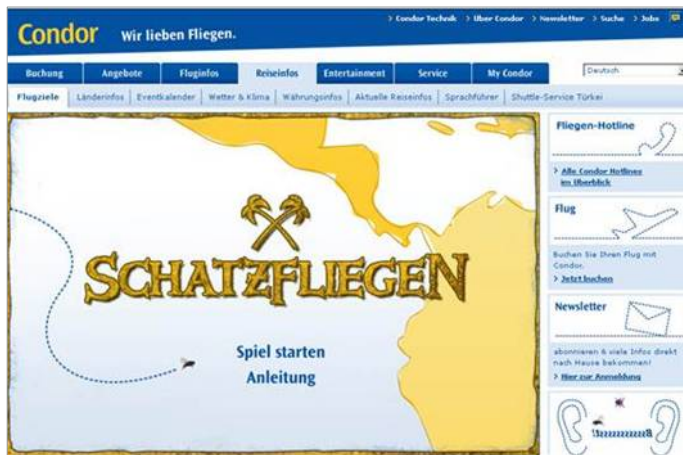 Condor Wir lieben Fliegen.
> Condor Technik > Über Condor > Newsletter > Suche > Jobs
Buchung Angebote Fluginfos Reiseinfos Entertainment Service My Condor
Deutsch
Flugziele Länderinfos Eventkalender Wetter & Klima Währungsinfos Aktuelle Reiseinfos Sprachführer Shuttle-Service Türkei
SCHATZFLIEGEN
Spiel starten
Anleitung
Fliegen-Hotline
> Alle Condor Hotlines
im Überblick
Flug
Buchen Sie Ihren Flug mit
Condor.
> Jetzt buchen
Newsletter
abonnieren & viele Infos direkt
nach Hause bekommen!
> Hier zur Anmeldung